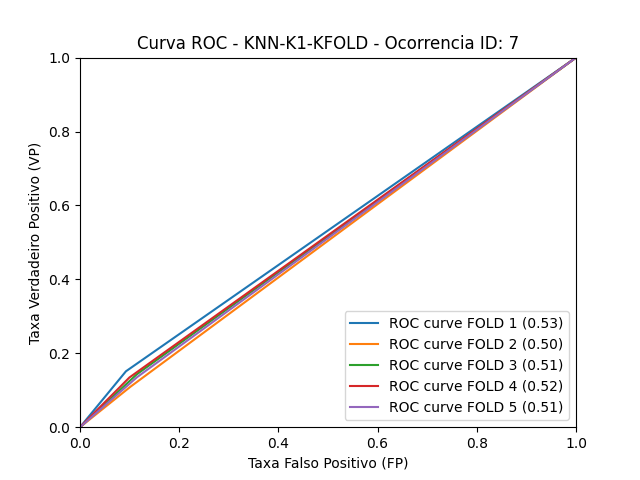 Curva ROC - KNN-K1-KFOLD - Ocorrencia ID: 7
1.0
0.8
0.6
0.4
0.2
0.0
Taxa Verdadeiro Positivo (VP)
ROC curve FOLD 1 (0.53)
ROC curve FOLD 2 (0.50)
ROC curve FOLD 3 (0.51)
ROC curve FOLD 4 (0.52)
ROC curve FOLD 5 (0.51)
0.0 0.2 0.4 0.6 0.8 1.0
Taxa Falso Positivo (FP)